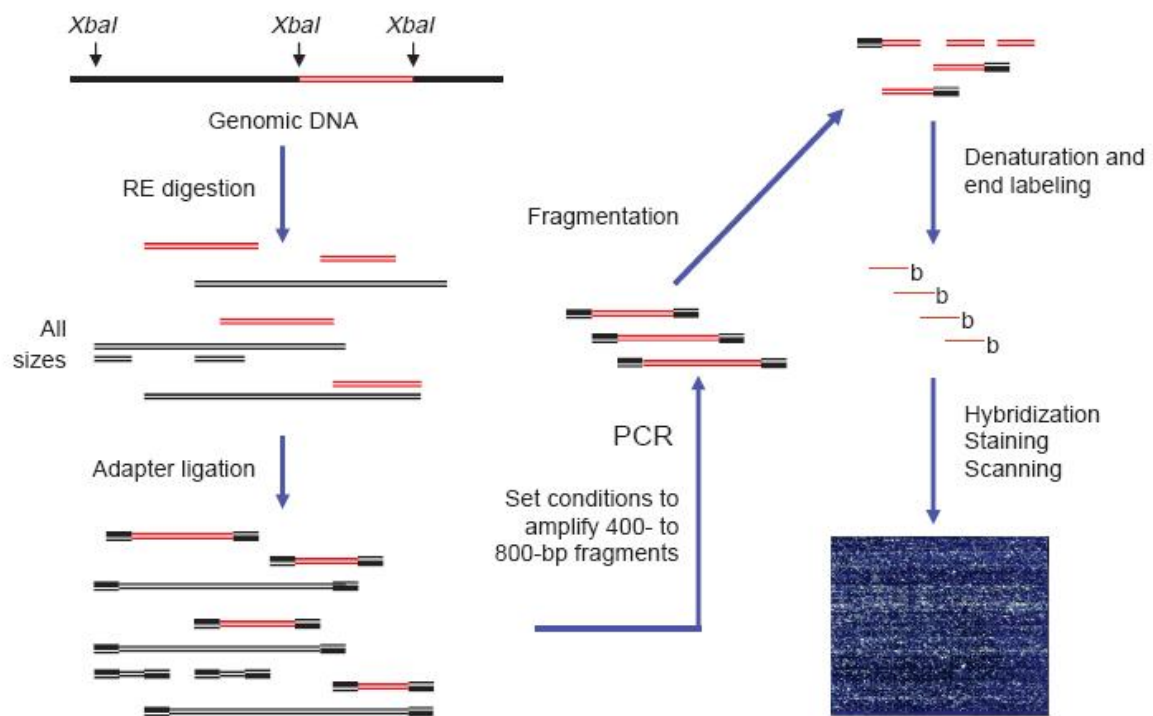 XbaI XbaI XbaI
Genomic DNA
RE digestion
All
sizes
Adapter ligation
PCR
Set conditions to
amplify 400- to
800-bp fragments
Fragmentation
Denaturation and
end labeling
b
b
b
b
Hybridization
Staining
Scanning